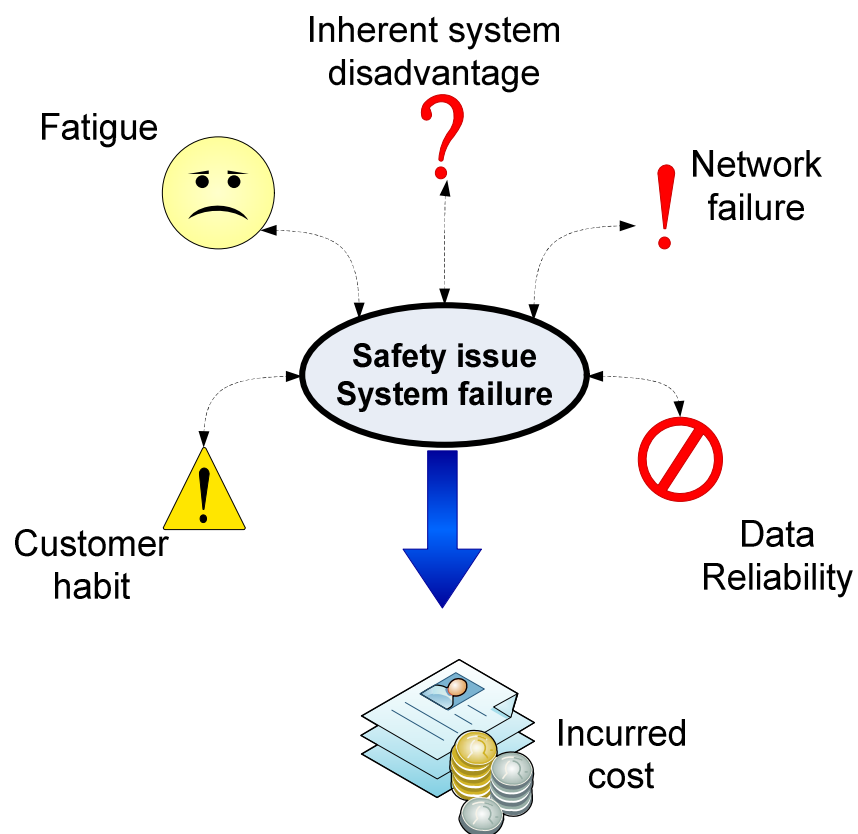 Inherent system
disadvantage
Fatigue
Network
failure
Safety issue
System failure
Customer
habit
Data
Reliability
Incurred
cost